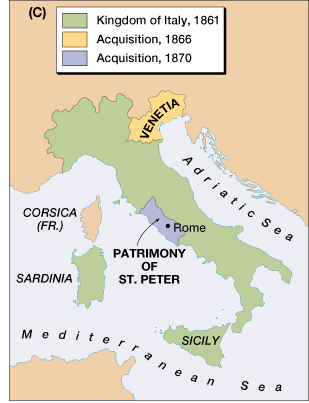 (C)
Kingdom of Italy, 1861
Acquisition, 1866
Acquisition, 1870
VENETIA
Adriatic Sea
CORSICA
(FR.)
Rome
PATRIMONY
OF
ST. PETER
SARDINIA
SICILY
Mediterranean Sea